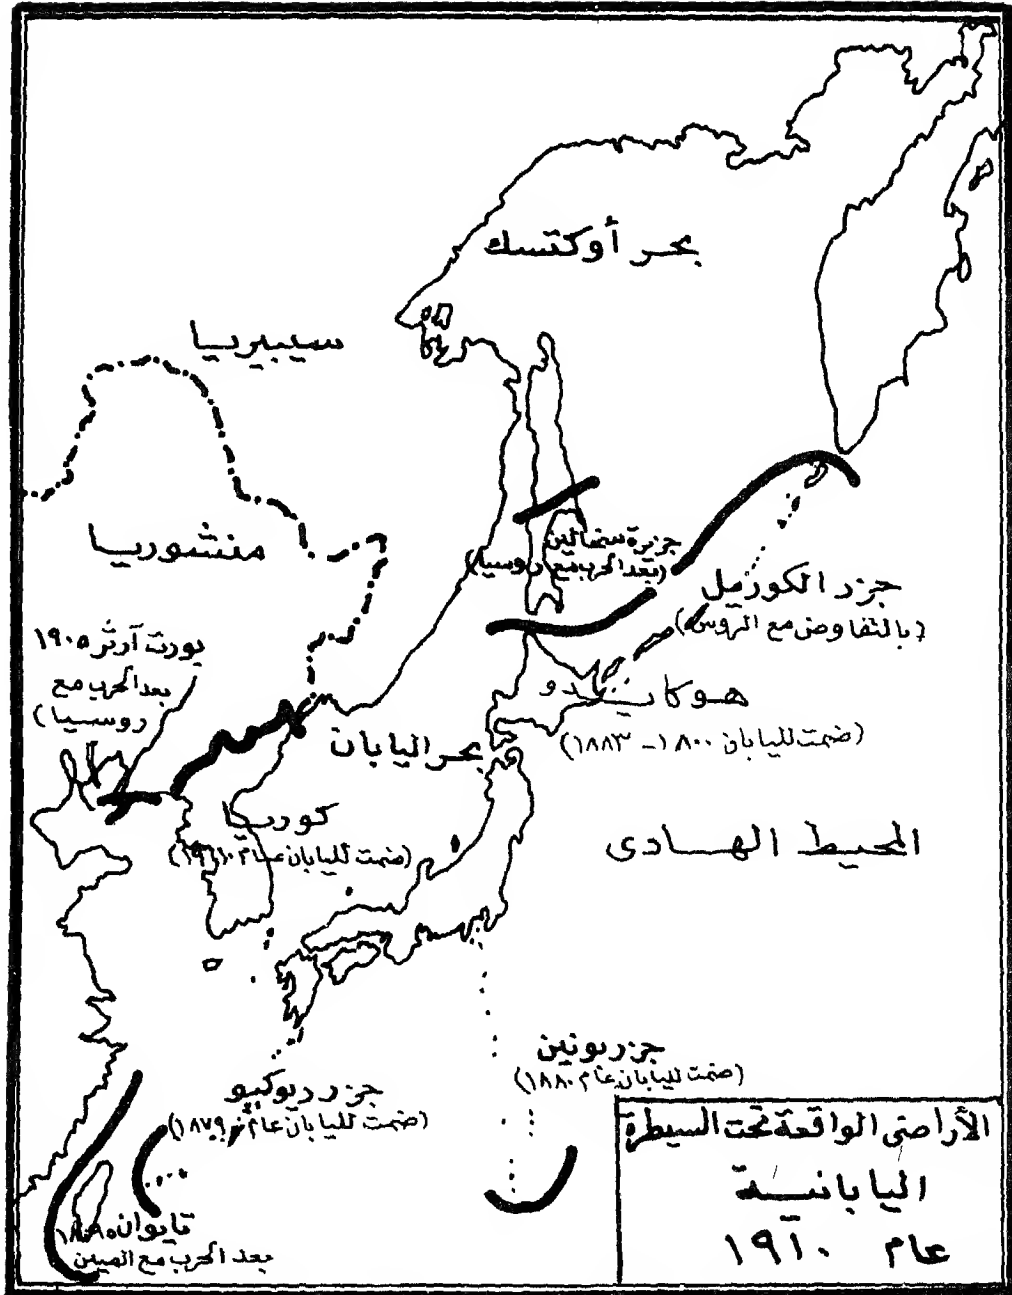 بحر أوكتسك
سيبيريا
منشوريا
جزيرة سخالين
(بعد الحرب مع روسيا)
جزر الكوريل
(بالتفاوض مع الروس)
بورت آرثر ١٩٠٥
بعد الحرب مع
روسيا)
هوكايدو
(ضمت لليابان ١٨٠٠ - ١٨٨٣)
بحر اليابان
كوريا
(ضمت لليابان عام ١٩١٠)
المحيط الهادى
جزر بونين
(ضمت لليابان عام ١٨٨٠)
جزر ريوكيو
(ضمت لليابان عام ١٨٧٩)
تايوان ١٨٩٥
بعد الحرب مع الصين
الأراضى الواقعة تحت السيطرة
اليابانية
عام ١٩١٠